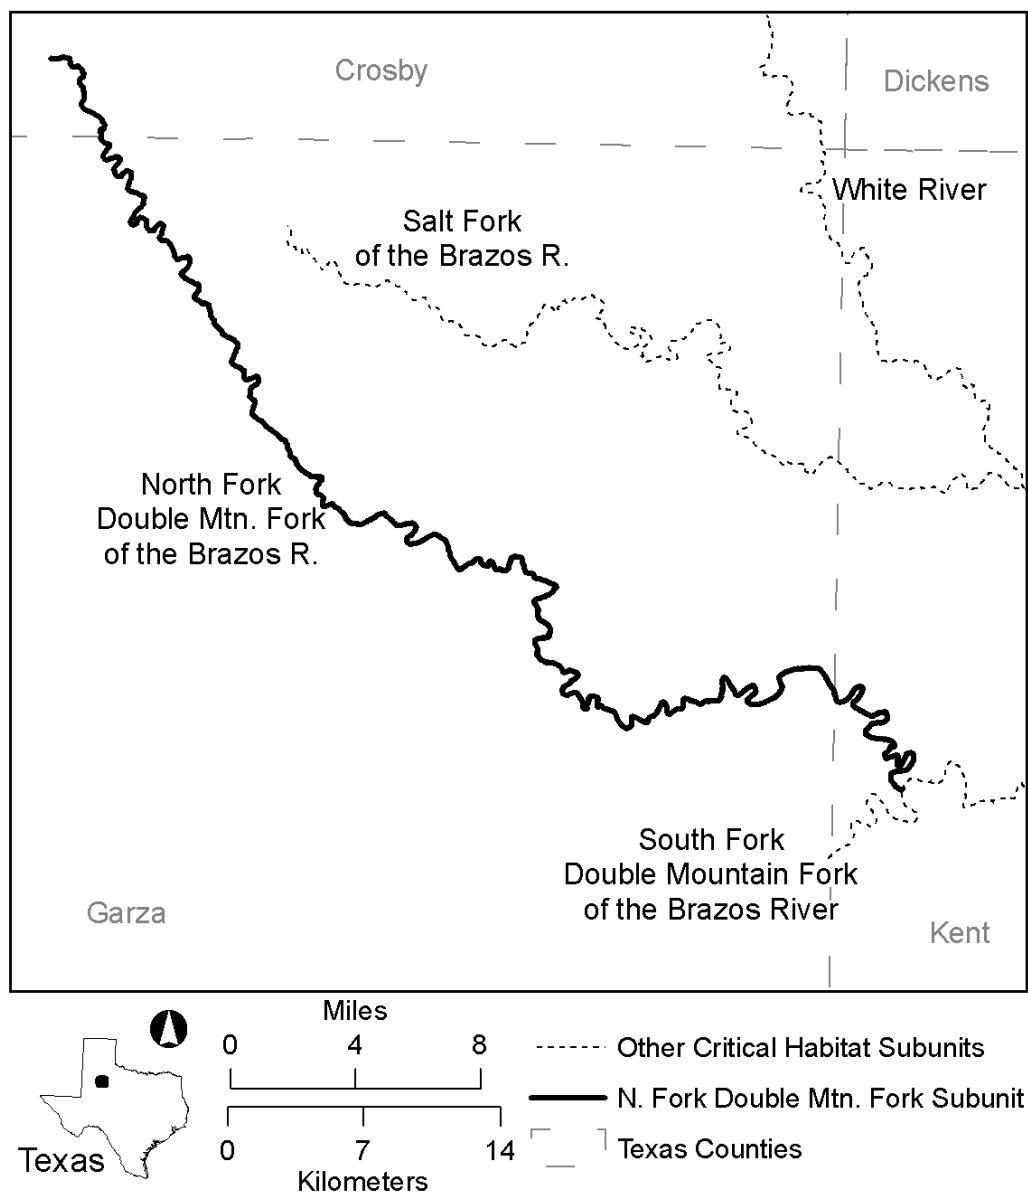 Crosby
Dickens
White River
Salt Fork
of the Brazos R.
North Fork
Double Mtn. Fork
of the Brazos R.
South Fork
Double Mountain Fork
of the Brazos River
Garza
Kent
Miles
0 4 8
0 7 14
Kilometers
Texas
Other Critical Habitat Subunits
N. Fork Double Mtn. Fork Subunit
Texas Counties